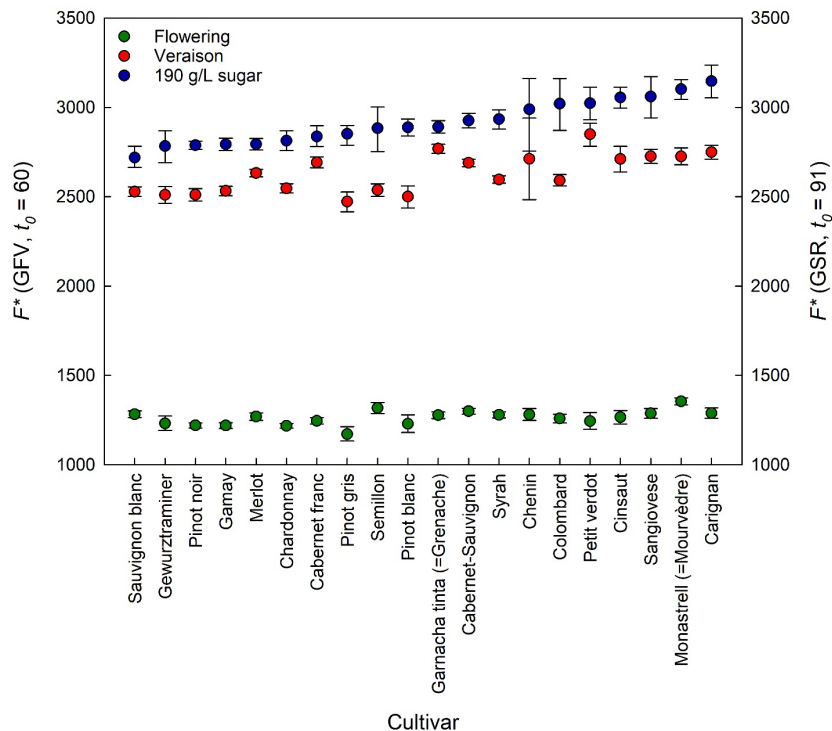 3500
3000
2500
2000
1500
1000
3500
3000
2500
2000
1500
1000
Flowering
Veraison
190 g/L sugar
F* (GFV, t0 = 60)
F* (GSR, t0 = 91)
Sauvignon blanc
Gewurztraminer
Pinot noir
Gamay
Merlot
Chardonnay
Cabernet franc
Pinot gris
Semillon
Pinot blanc
Garnacha tinta (=Grenache)
Cabernet-Sauvignon
Syrah
Chenin
Colombard
Petit verdot
Cinsaut
Sangiovese
Monastrell (=Mourvèdre)
Carignan
Cultivar